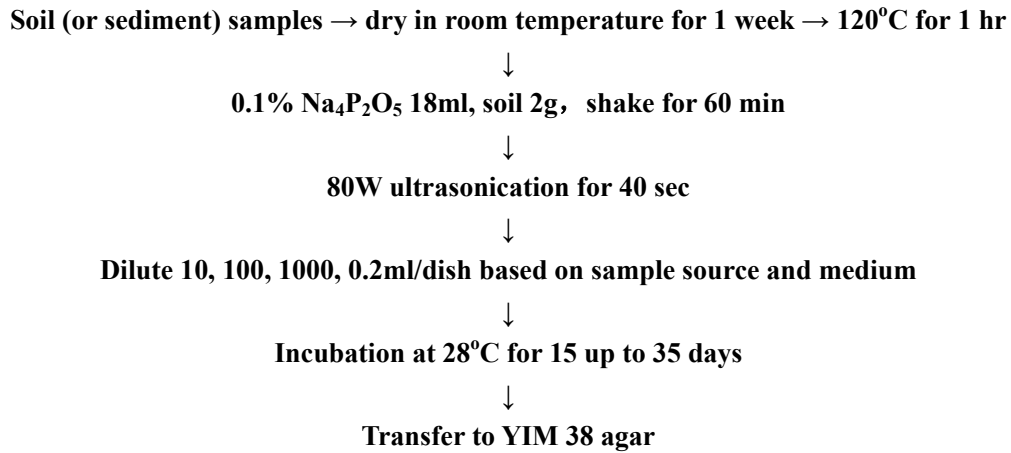 Soil (or sediment) samples → dry in room temperature for 1 week → 120°C for 1 hr
↓
0.1% Na₄P₂O₅ 18ml, soil 2g, shake for 60 min
↓
80W ultrasonication for 40 sec
↓
Dilute 10, 100, 1000, 0.2ml/dish based on sample source and medium
↓
Incubation at 28°C for 15 up to 35 days
↓
Transfer to YIM 38 agar